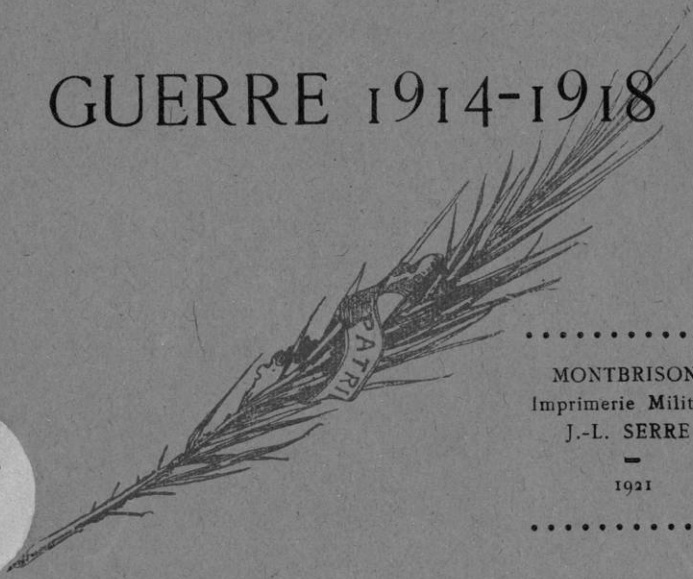 GUERRE 1914-1918
PATRI
MONTBRISON
Imprimerie Milit
J.-L. SERRE
1921